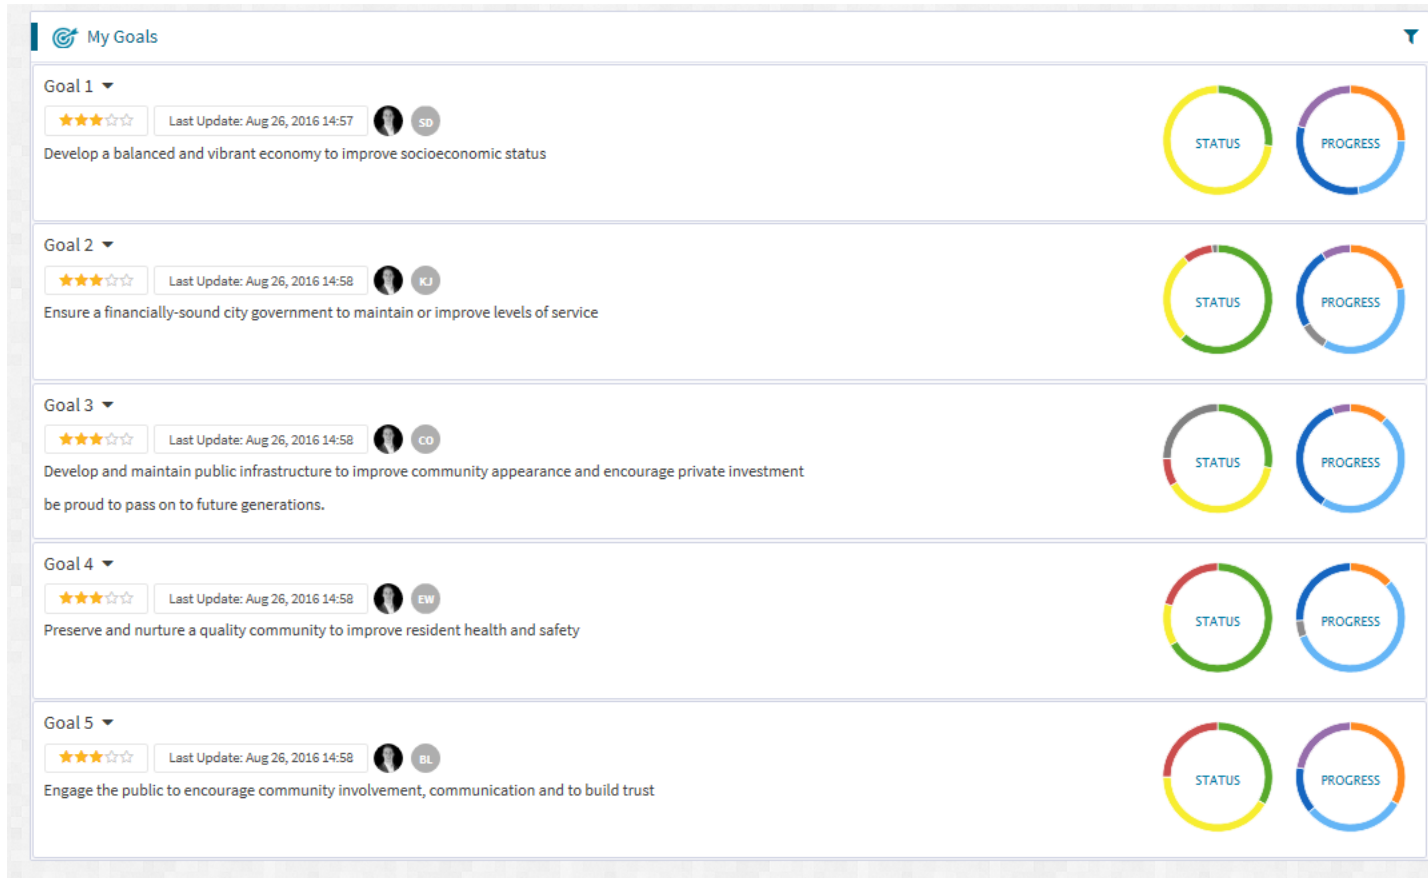 My Goals
Goal 1
Last Update: Aug 26, 2016 14:57
SD
Develop a balanced and vibrant economy to improve socioeconomic status
STATUS
PROGRESS
Goal 2
Last Update: Aug 26, 2016 14:58
KJ
Ensure a financially-sound city government to maintain or improve levels of service
STATUS
PROGRESS
Goal 3
Last Update: Aug 26, 2016 14:58
CO
Develop and maintain public infrastructure to improve community appearance and encourage private investment
be proud to pass on to future generations.
STATUS
PROGRESS
Goal 4
Last Update: Aug 26, 2016 14:58
EW
Preserve and nurture a quality community to improve resident health and safety
STATUS
PROGRESS
Goal 5
Last Update: Aug 26, 2016 14:58
BL
Engage the public to encourage community involvement, communication and to build trust
STATUS
PROGRESS